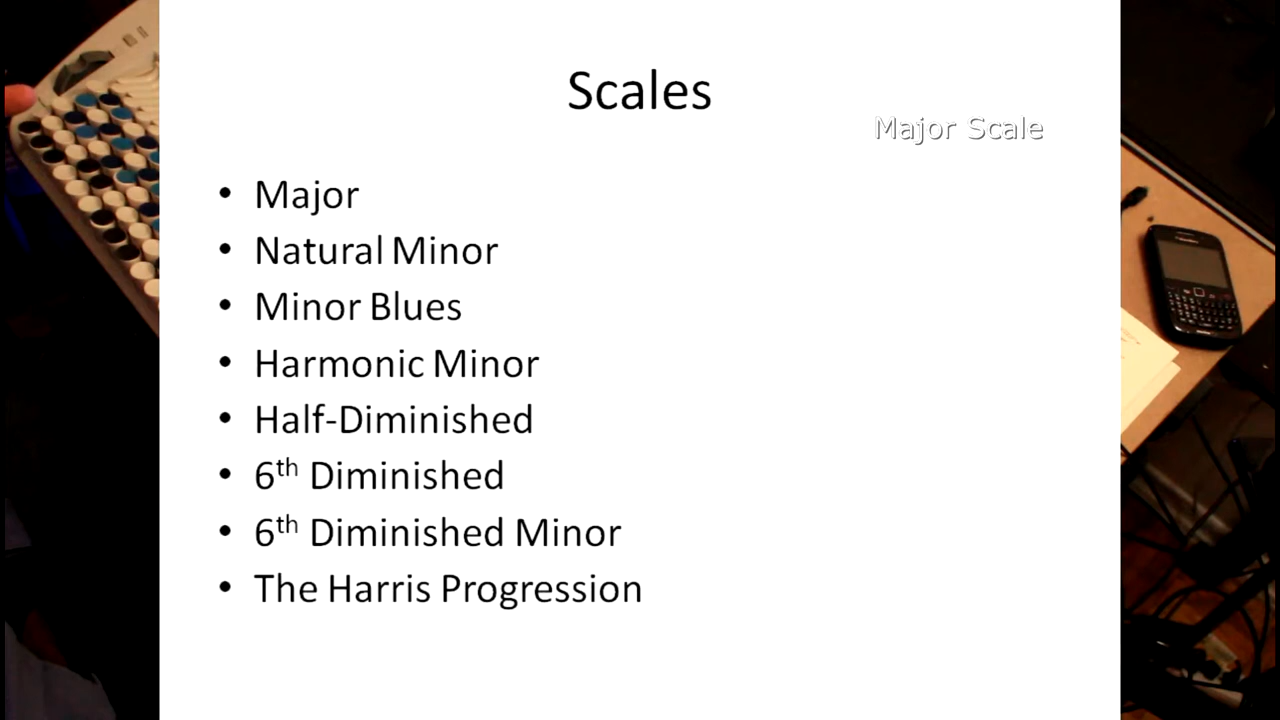 Scales
Major Scale
• Major
• Natural Minor
• Minor Blues
• Harmonic Minor
• Half-Diminished
• 6th Diminished
• 6th Diminished Minor
• The Harris Progression